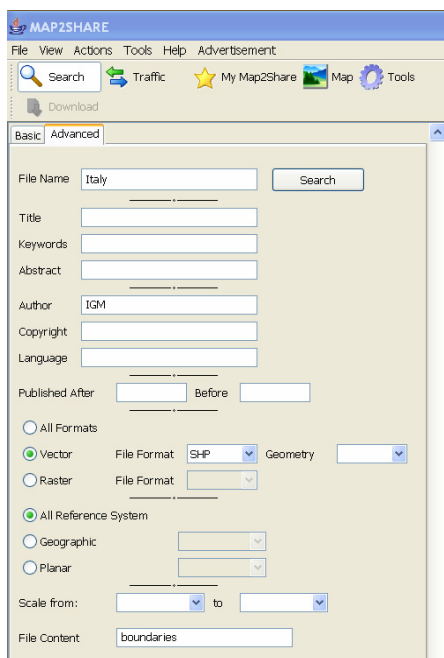 MAP2SHARE
File View Actions Tools Help Advertisement
Search Traffic My Map2Share Map Tools
Download
Basic Advanced
File Name Italy Search
Title
Keywords
Abstract
Author IGM
Copyright
Language
Published After Before
All Formats
Vector File Format SHP Geometry
Raster File Format
All Reference System
Geographic
Planar
Scale from: to
File Content boundaries